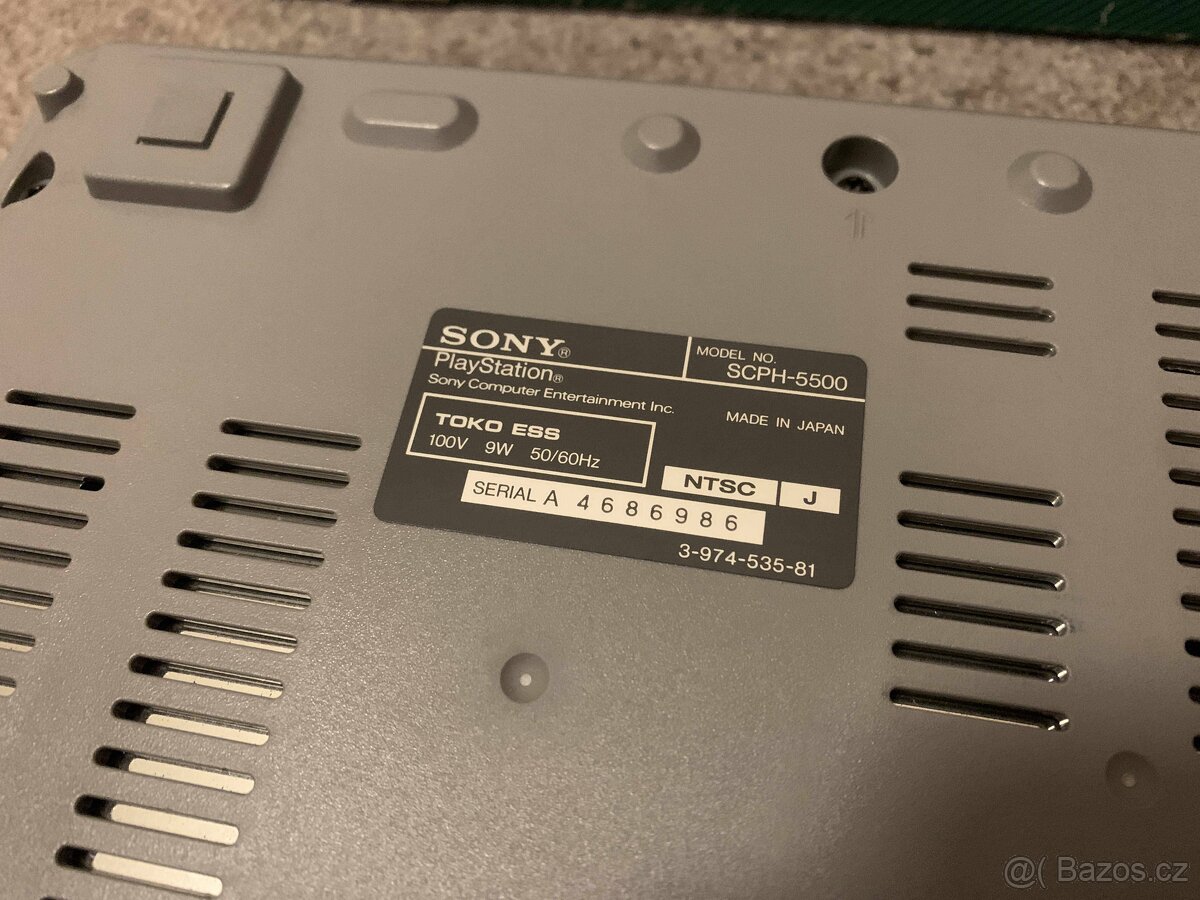 SONY®
PlayStation®
Sony Computer Entertainment Inc.
MODEL NO.
SCPH-5500
MADE IN JAPAN
TOKO ESS
100V 9W 50/60Hz
NTSC J
SERIAL A 4686986
3-974-535-81
@( Bazos.cz